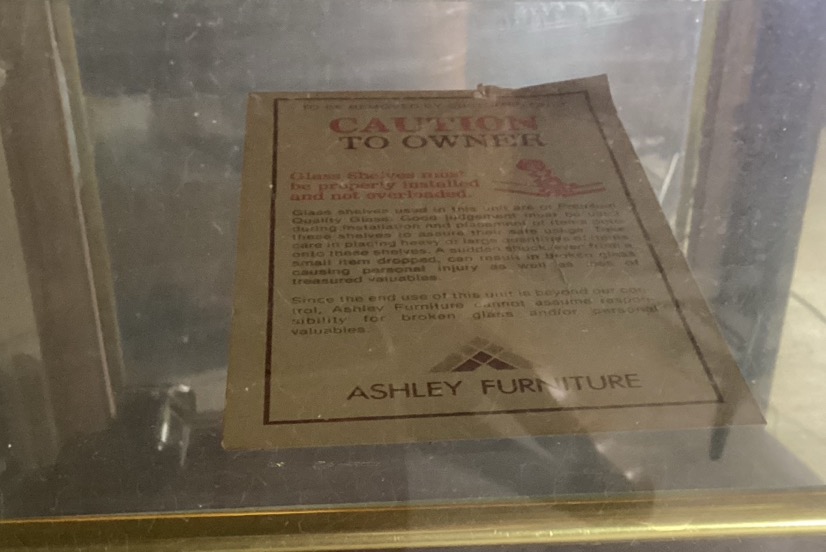 TO BE REMOVED BY
CAUTION
TO OWNER
Glass Shelves must
be properly installed
and not overloaded.
Glass shelves used in this unit are of Premium
Quality Glass. Good judgement must be used
during installation and placement of items onto
these shelves to assure their safe usage. Take
care in placing heavy or large quantities of items
onto these shelves. A sudden shock, even from a
small item dropped, can result in broken glass
causing personal injury as well as loss of
treasured valuables.
Since the end use of this unit is beyond our con-
trol, Ashley Furniture cannot assume respon-
sibility for broken glass and/or personal
valuables.
ASHLEY FURNITURE